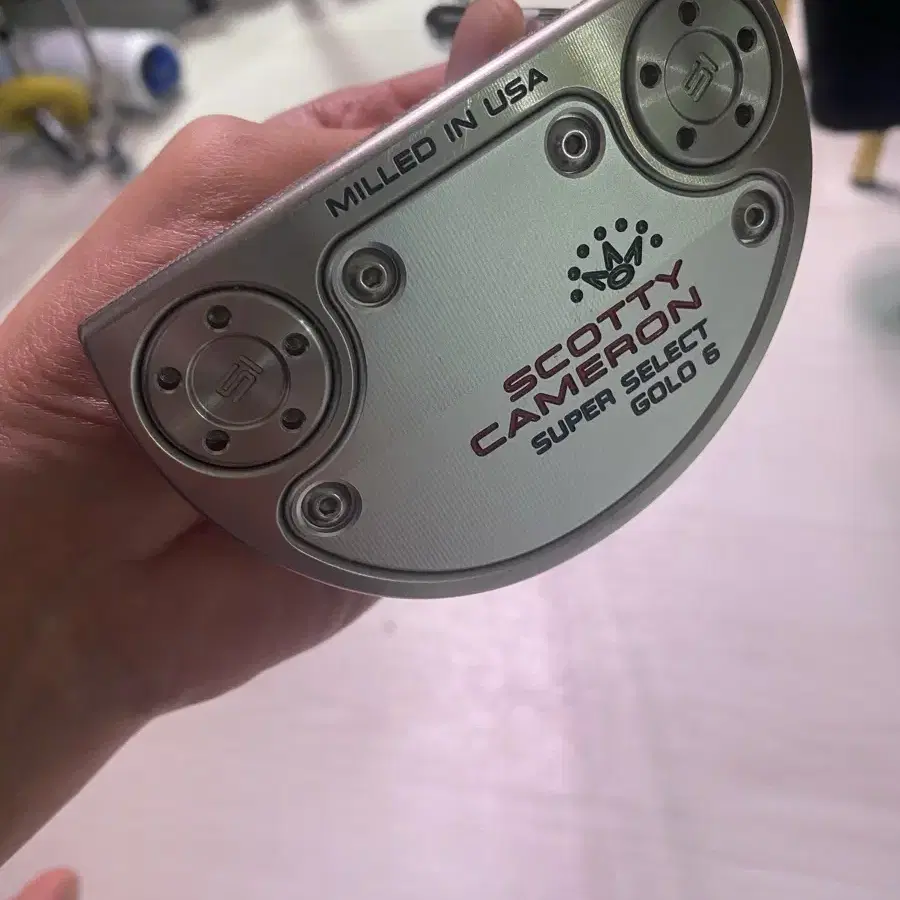 MILLED IN USA
SCOTTY
CAMERON
SUPER SELECT
GOLO 6